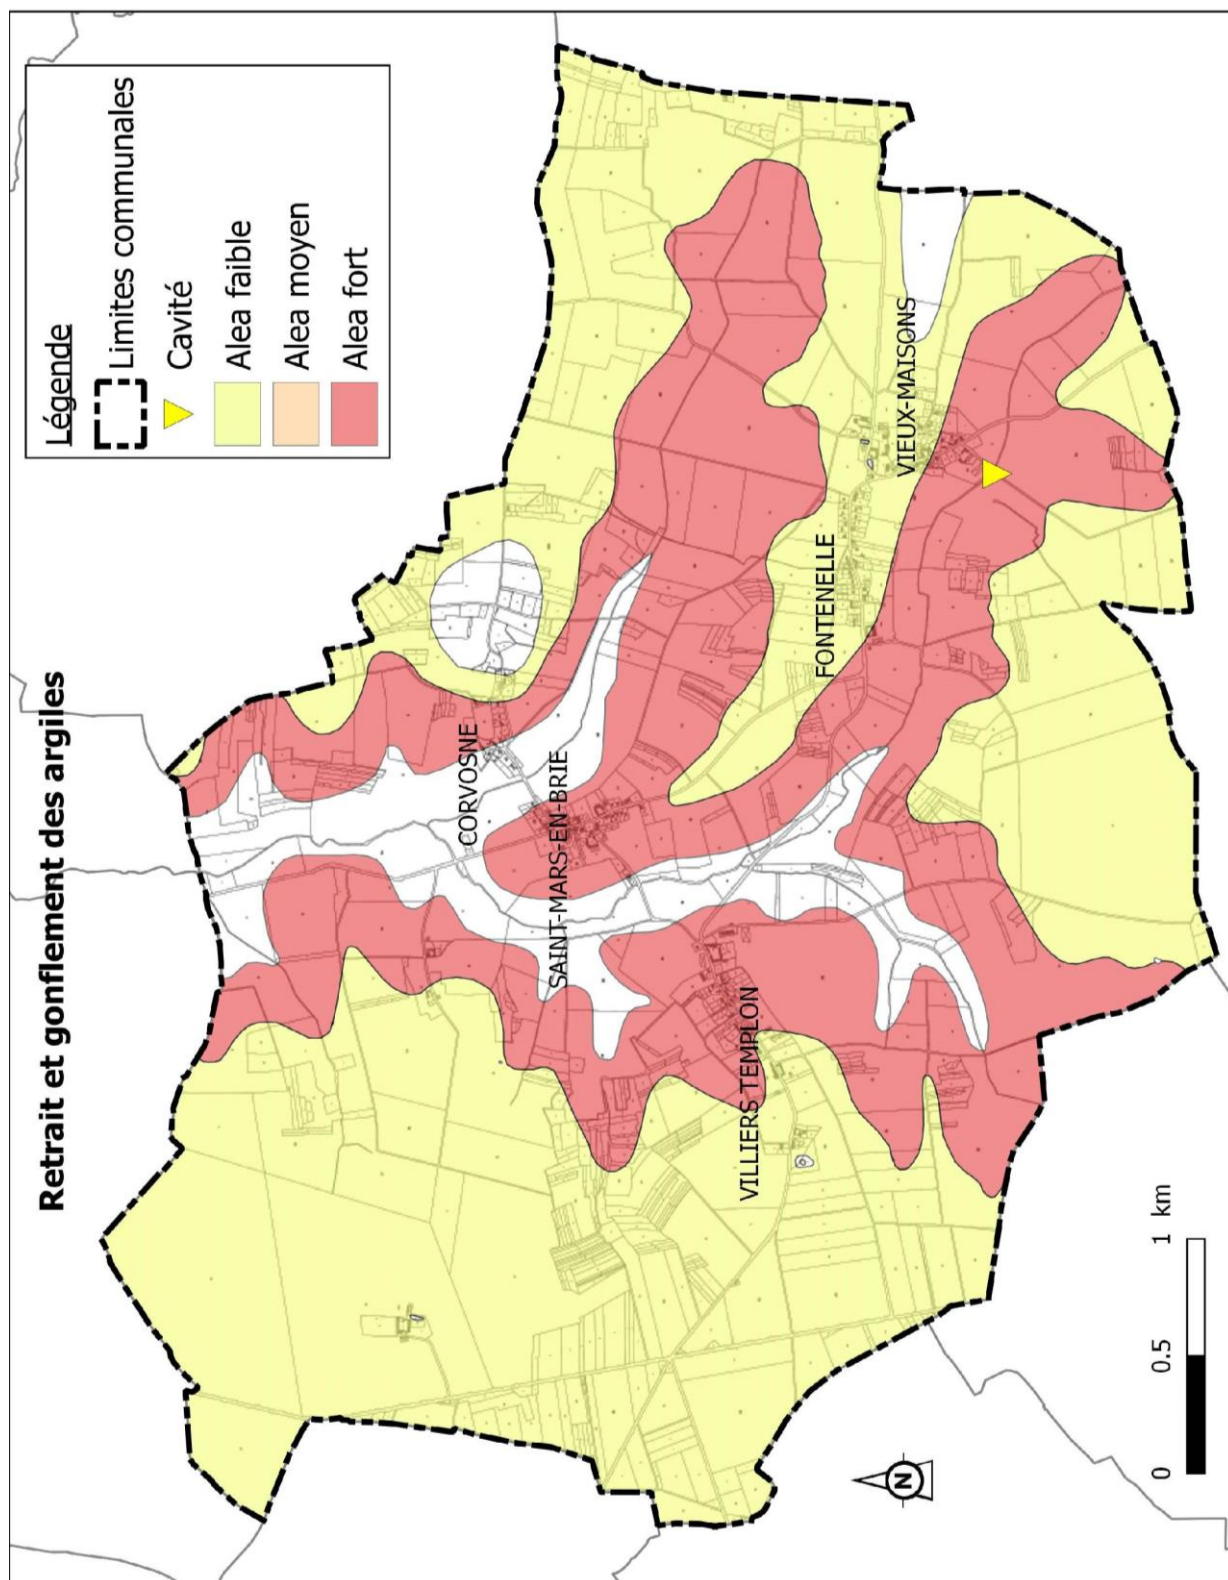 Retrait et gonflement des argiles
Légende
Limites communales
Cavité
Alea faible
Alea moyen
Alea fort
CORVOSNE
SAINT-MARS-EN-BRIE
VILLIERS TEMPLON
FONTENELLE
VIEUX-MAISONS
N
0 0.5 1 km